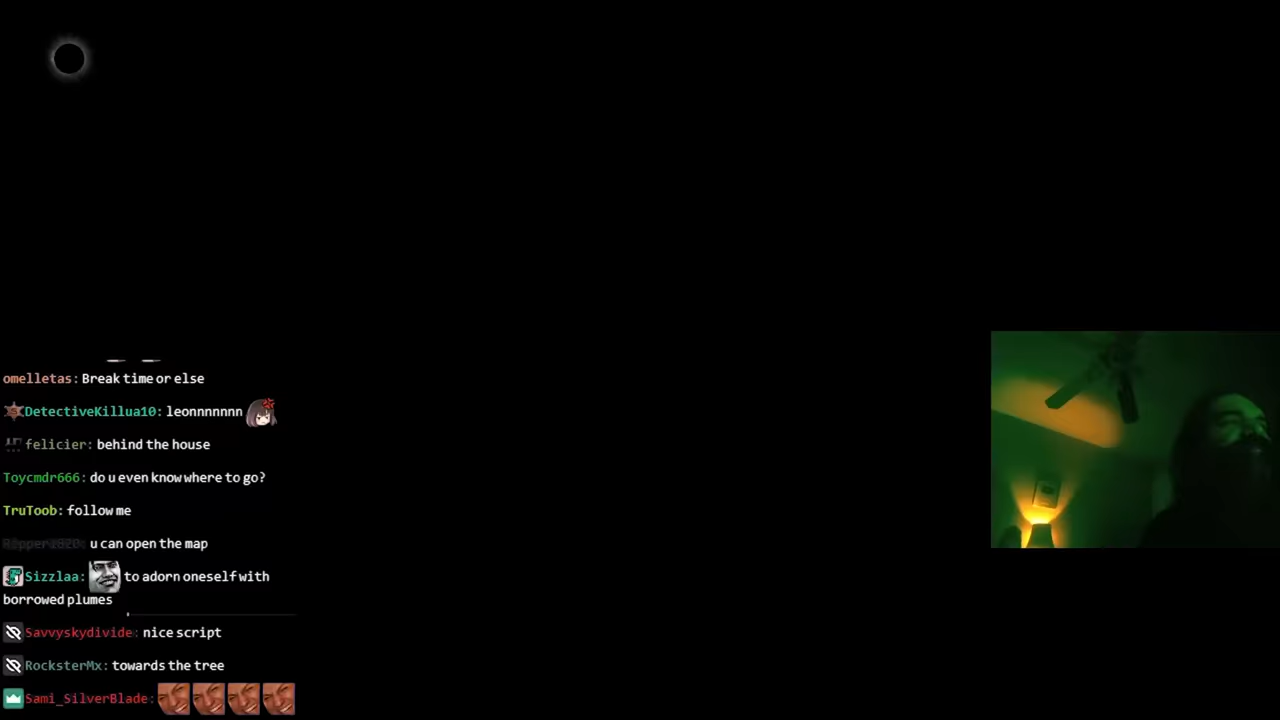 omelletas: Break time or else
DetectiveKillua10: leonnnnnnn
felicier: behind the house
Toycmdr666: do u even know where to go?
TruToob: follow me
u can open the map
Sizzlaa: to adorn oneself with
borrowed plumes
Savvyskydivide: nice script
RocksterMx: towards the tree
Sami_SilverBlade: